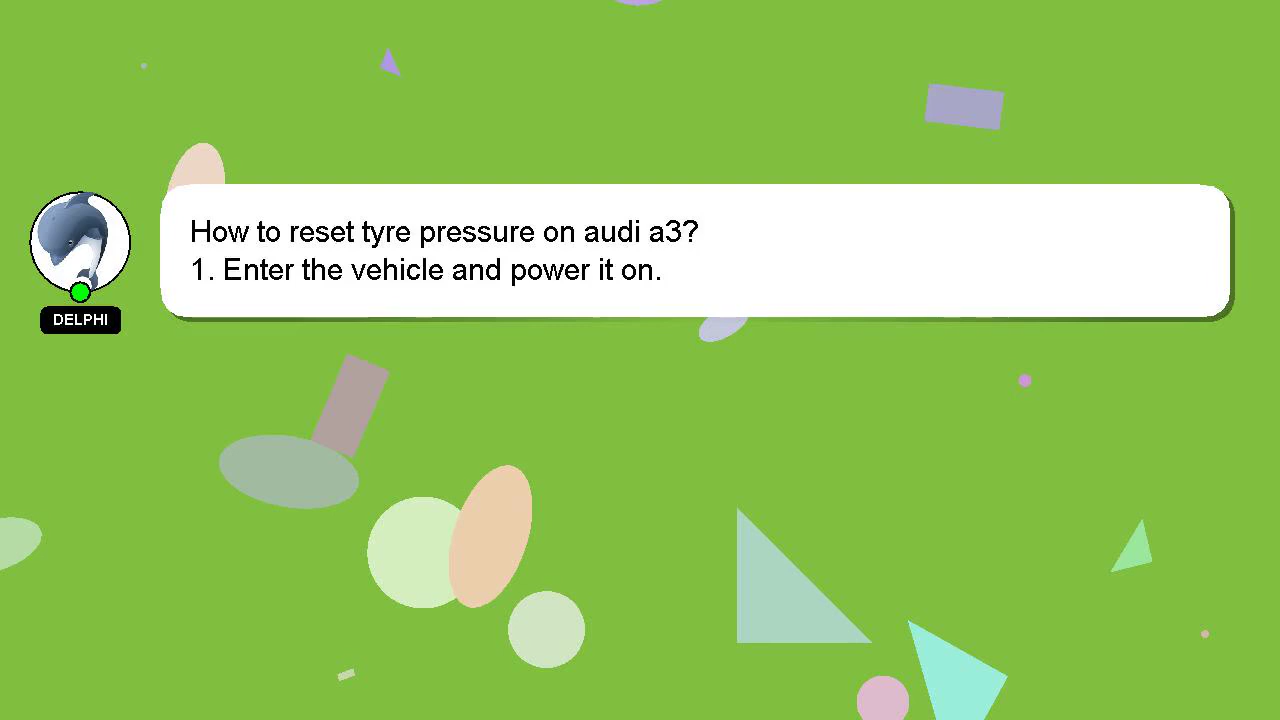 How to reset tyre pressure on audi a3?
1. Enter the vehicle and power it on.
DELPHI